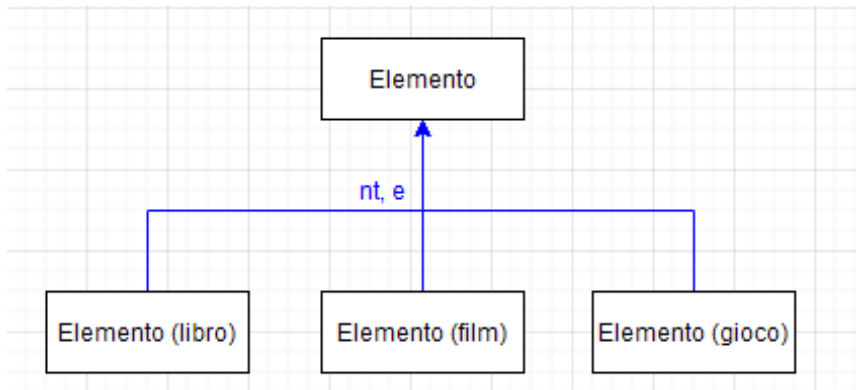 Elemento
nt, e
Elemento (libro)
Elemento (film)
Elemento (gioco)